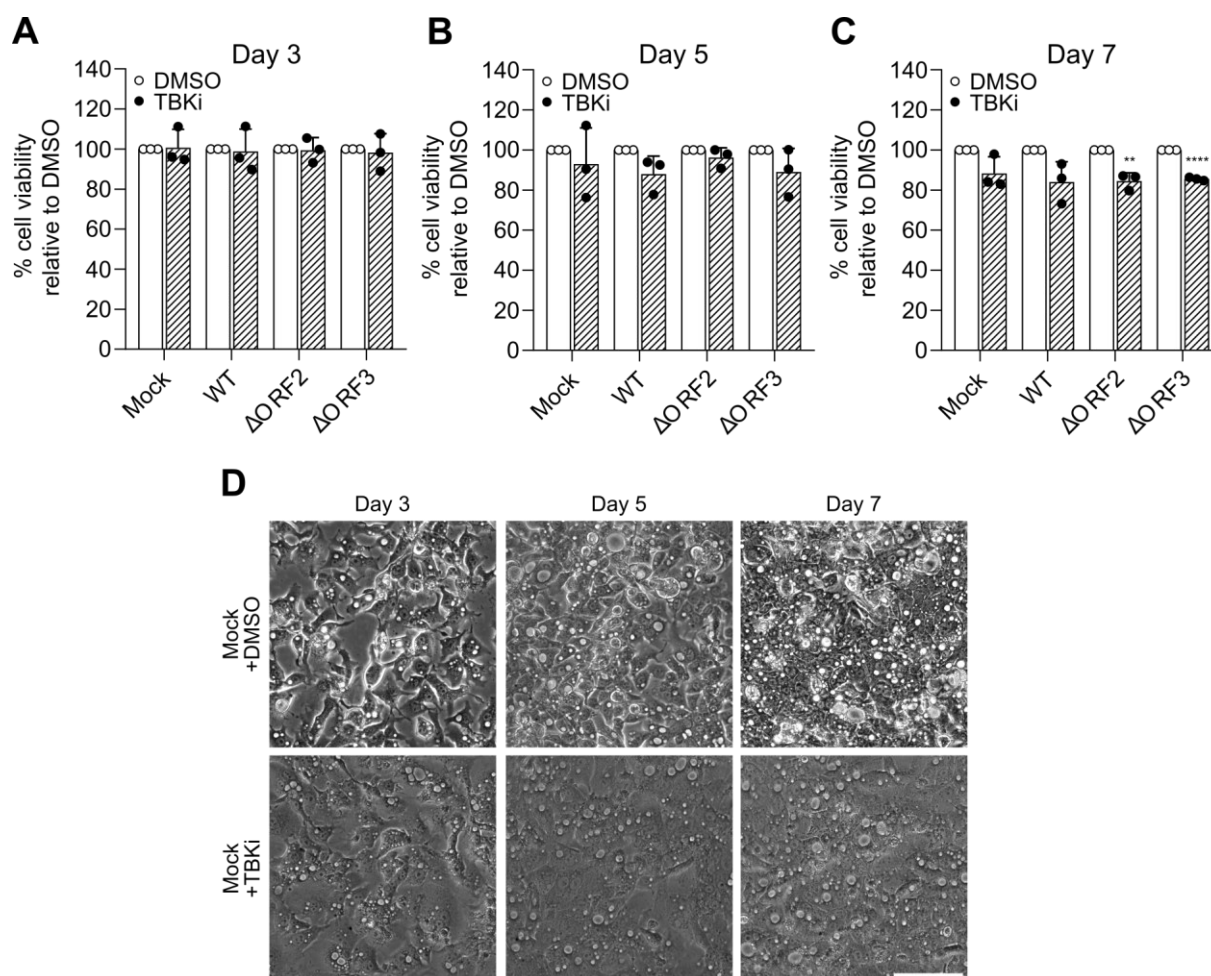 A
Day 3
% cell viability
relative to DMSO
140
120
100
80
60
40
20
0
DMSO
TBKi
Mock
WT
ΔORF2
ΔORF3
B
Day 5
% cell viability
relative to DMSO
140
120
100
80
60
40
20
0
DMSO
TBKi
Mock
WT
ΔORF2
ΔORF3
C
Day 7
% cell viability
relative to DMSO
140
120
100
80
60
40
20
0
DMSO
TBKi
**
****
Mock
WT
ΔORF2
ΔORF3
D
Day 3
Day 5
Day 7
Mock
+DMSO
Mock
+TBKi